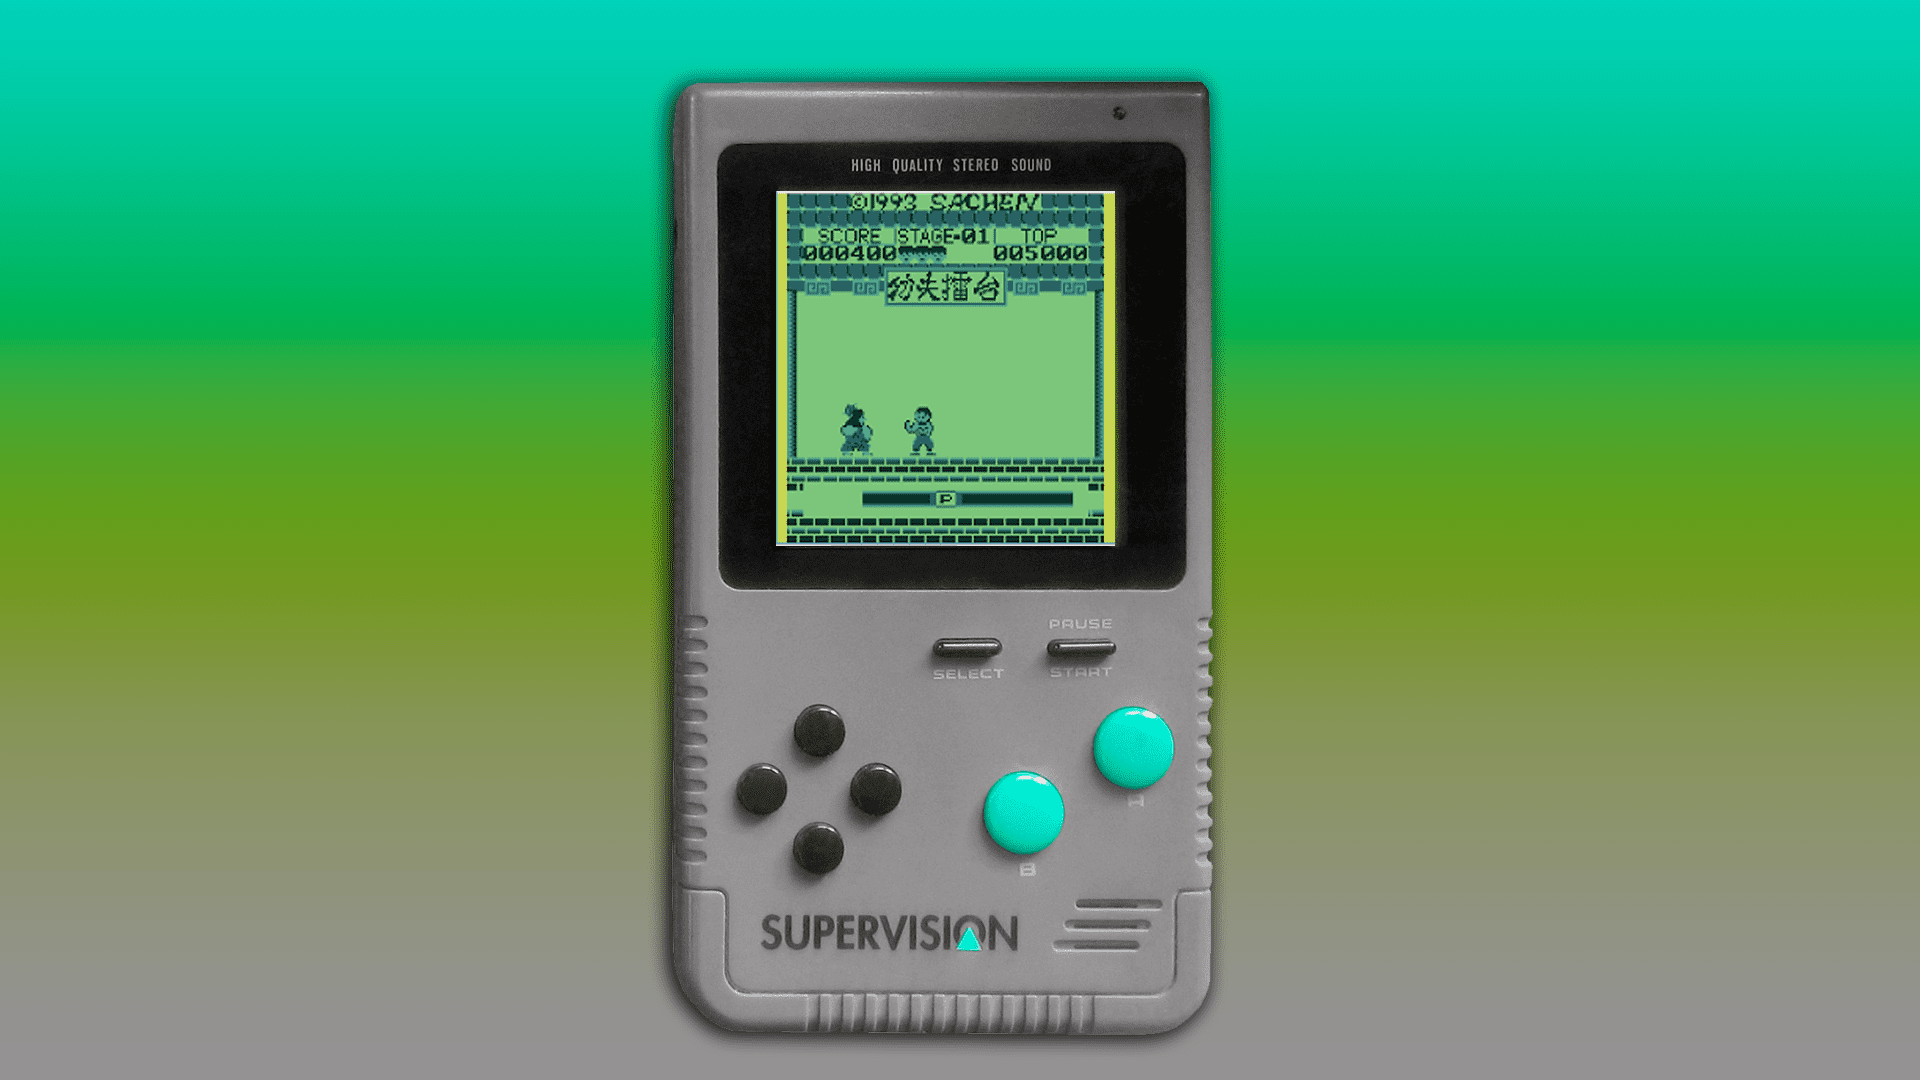 HIGH QUALITY STEREO SOUND
©1993 SACHEN
SCORE STAGE-01 TOP
000400 005000
功夫擂台
P
PAUSE
SELECT START
B
SUPERVISION